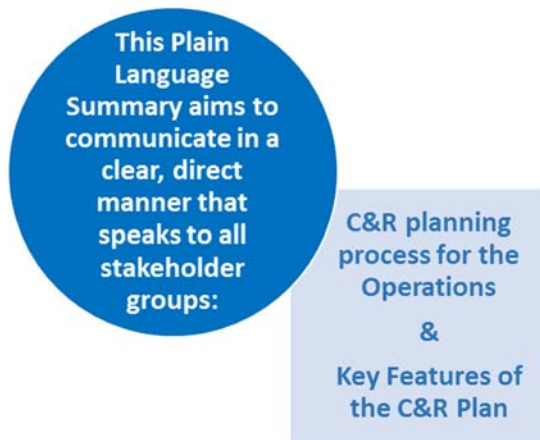 This Plain
Language
Summary aims to
communicate in a
clear, direct
manner that
speaks to all
stakeholder
groups:
C&R planning
process for the
Operations
&
Key Features of
the C&R Plan